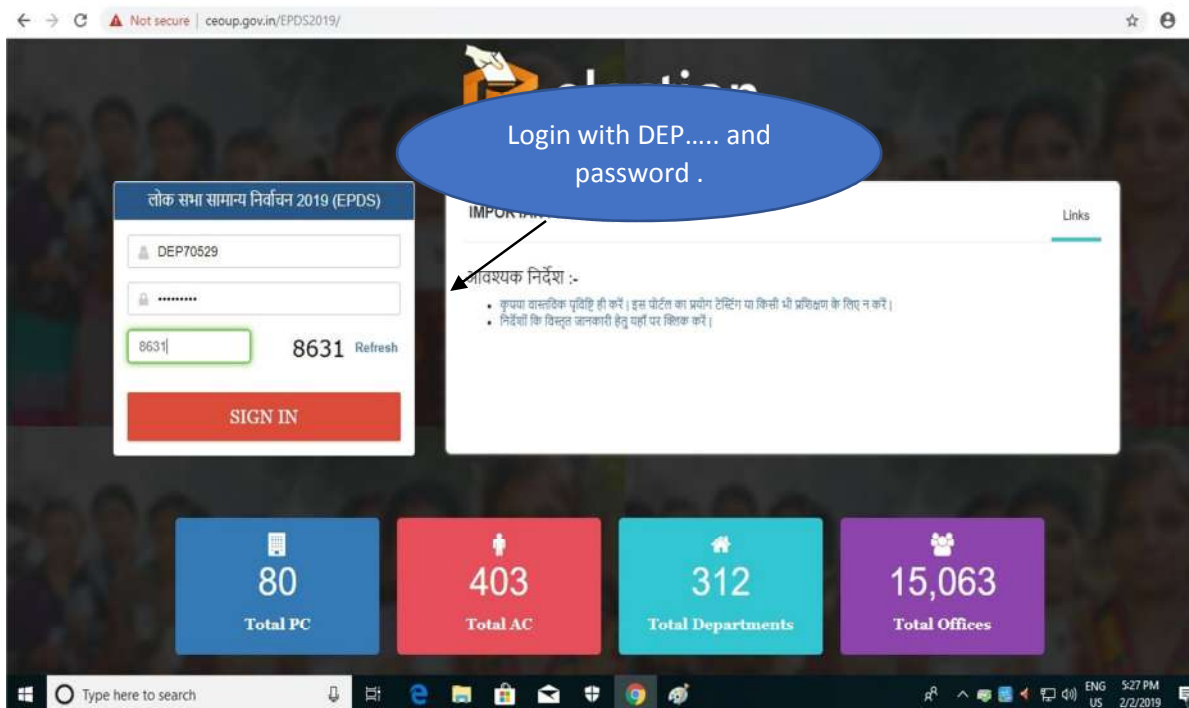 Not secure | ceoup.gov.in/EPDS2019/
election
Login with DEP..... and
password .
लोक सभा सामान्य निर्वाचन 2019 (EPDS)
DEP70529
•••••••••
8631
8631 Refresh
SIGN IN
Links
आवश्यक निर्देश :-
• कृपया वास्तविक पृविष्टि ही करें | इस पोर्टल का प्रयोग टेस्टिंग या किसी भी प्रशिक्षण के लिए न करें |
• निर्देशों कि विस्तृत जानकारी हेतु यहाँ पर क्लिक करें |
80
Total PC
403
Total AC
312
Total Departments
15,063
Total Offices
Type here to search
ENG
US
5:27 PM
2/2/2019